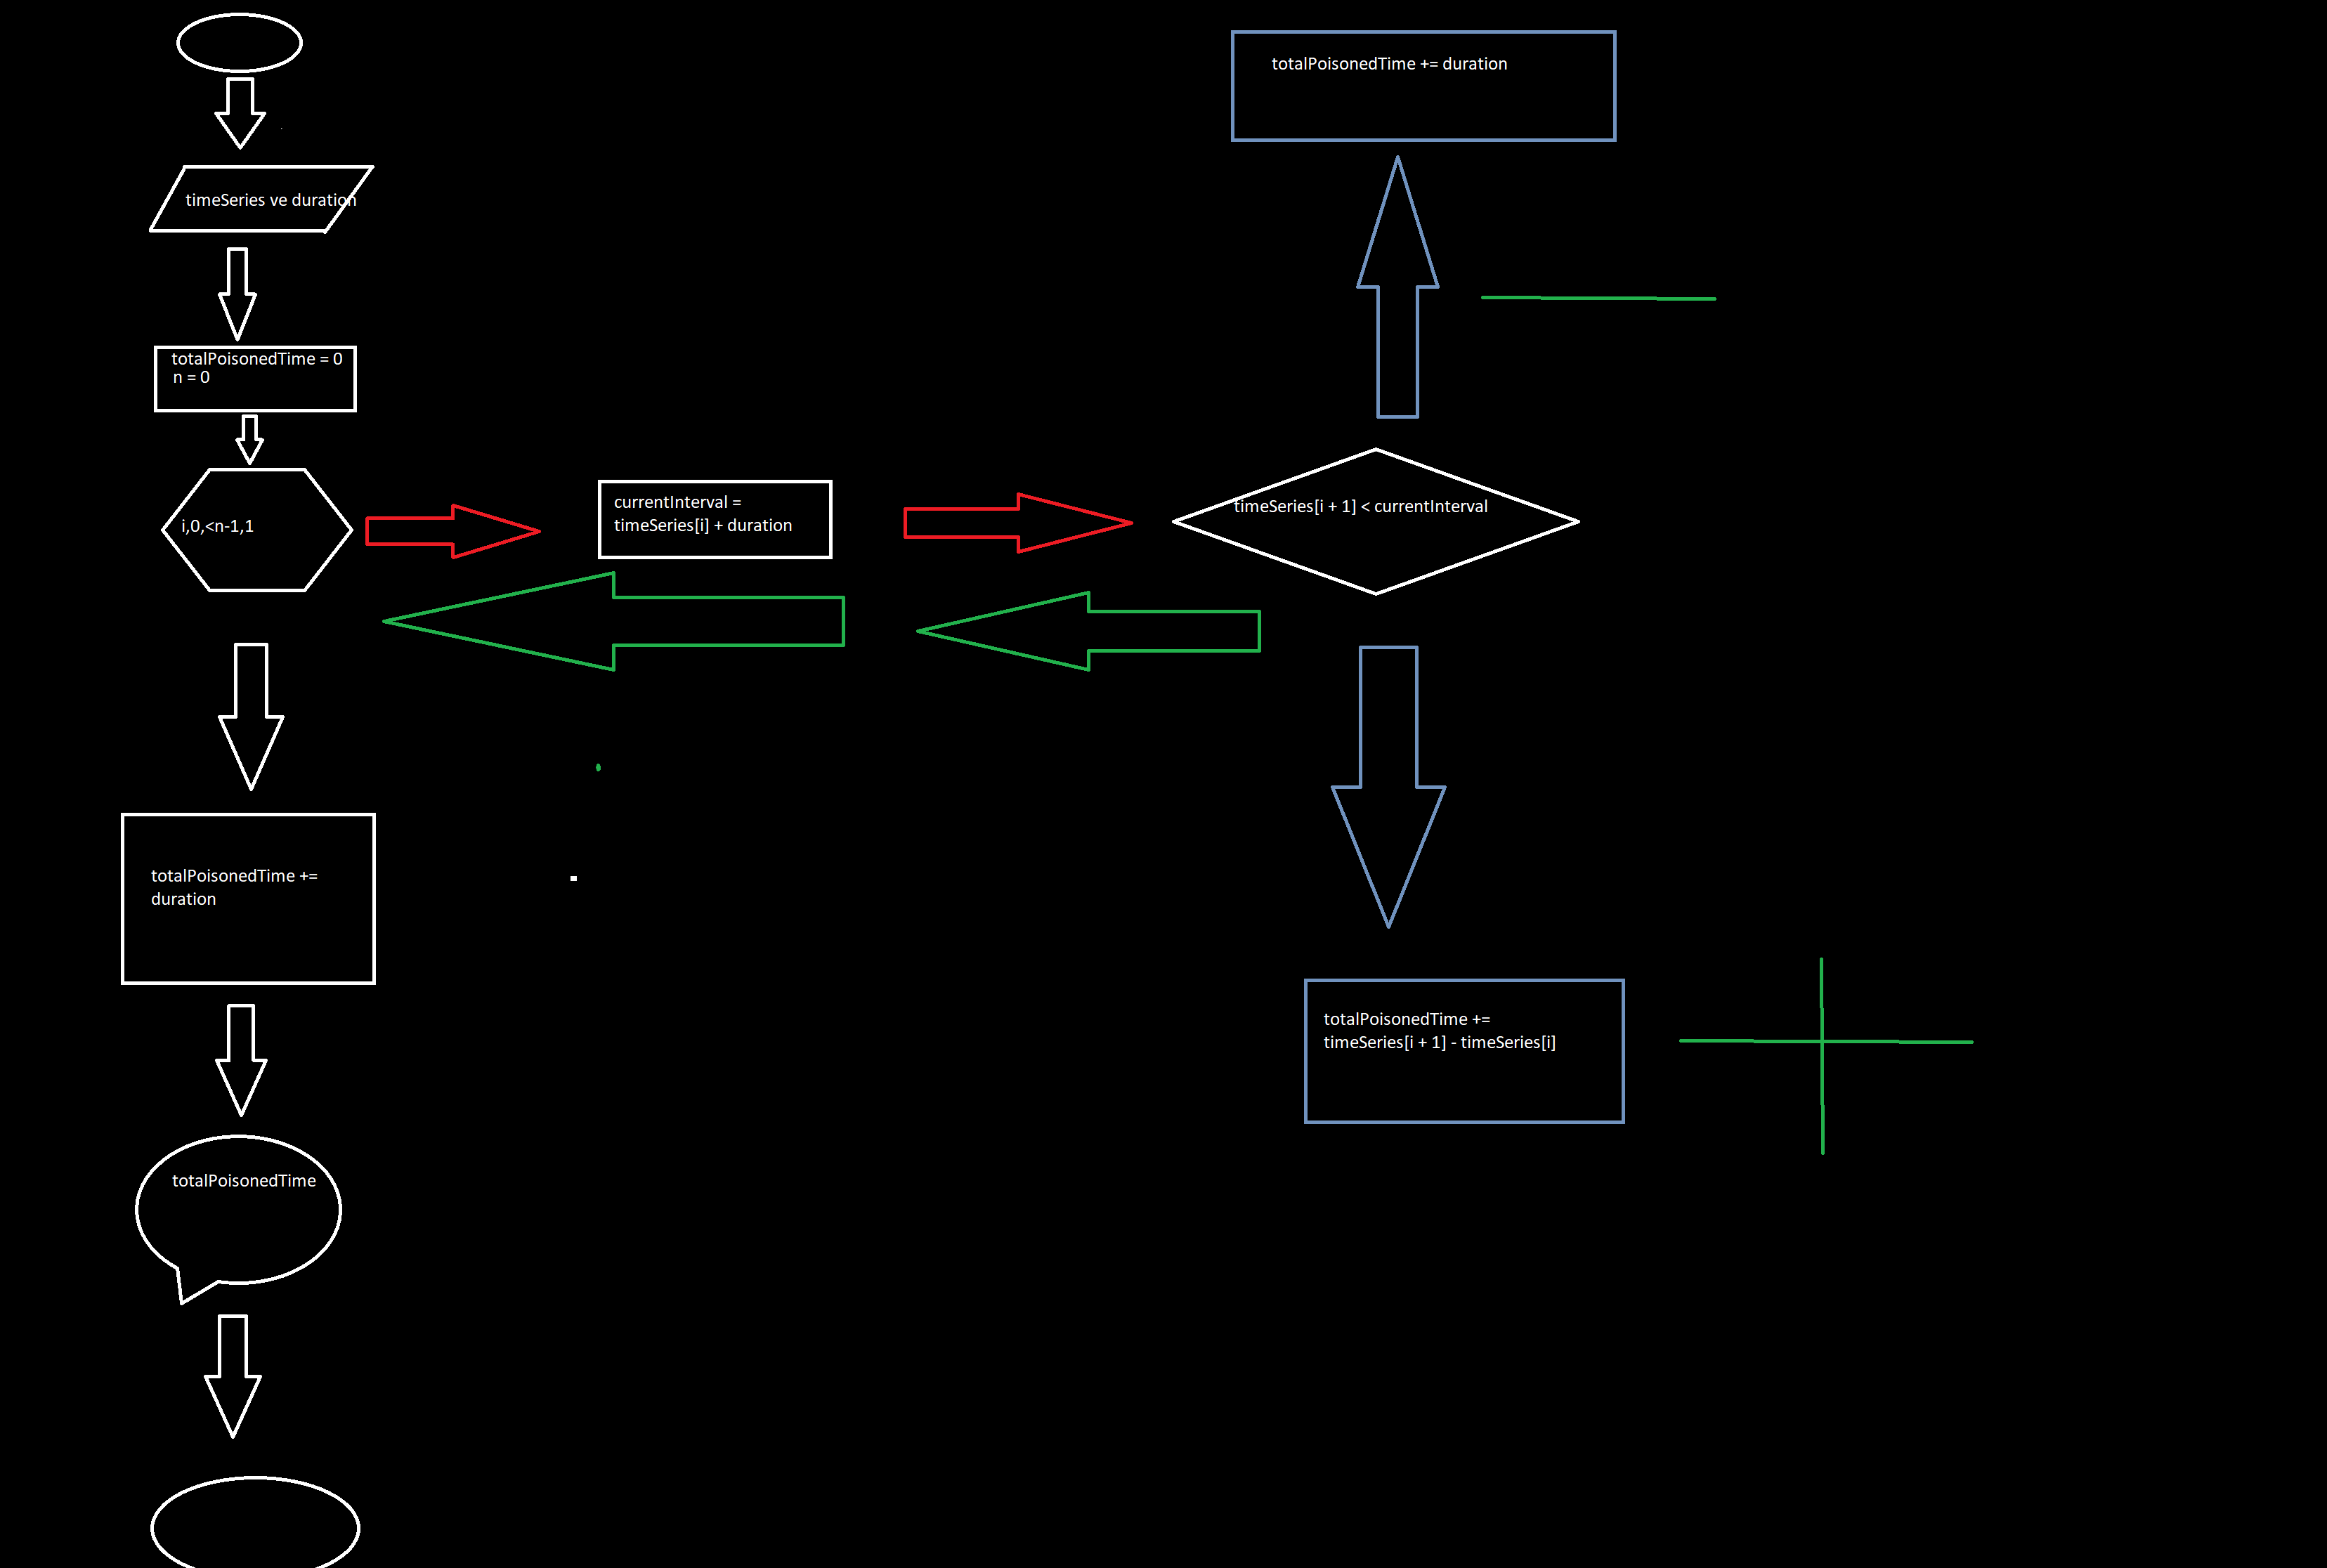 timeSeries ve duration
totalPoisonedTime = 0
n = 0
i,0,<n-1,1
currentInterval =
timeSeries[i] + duration
timeSeries[i + 1] < currentInterval
totalPoisonedTime += duration
totalPoisonedTime +=
timeSeries[i + 1] - timeSeries[i]
totalPoisonedTime +=
duration
totalPoisonedTime